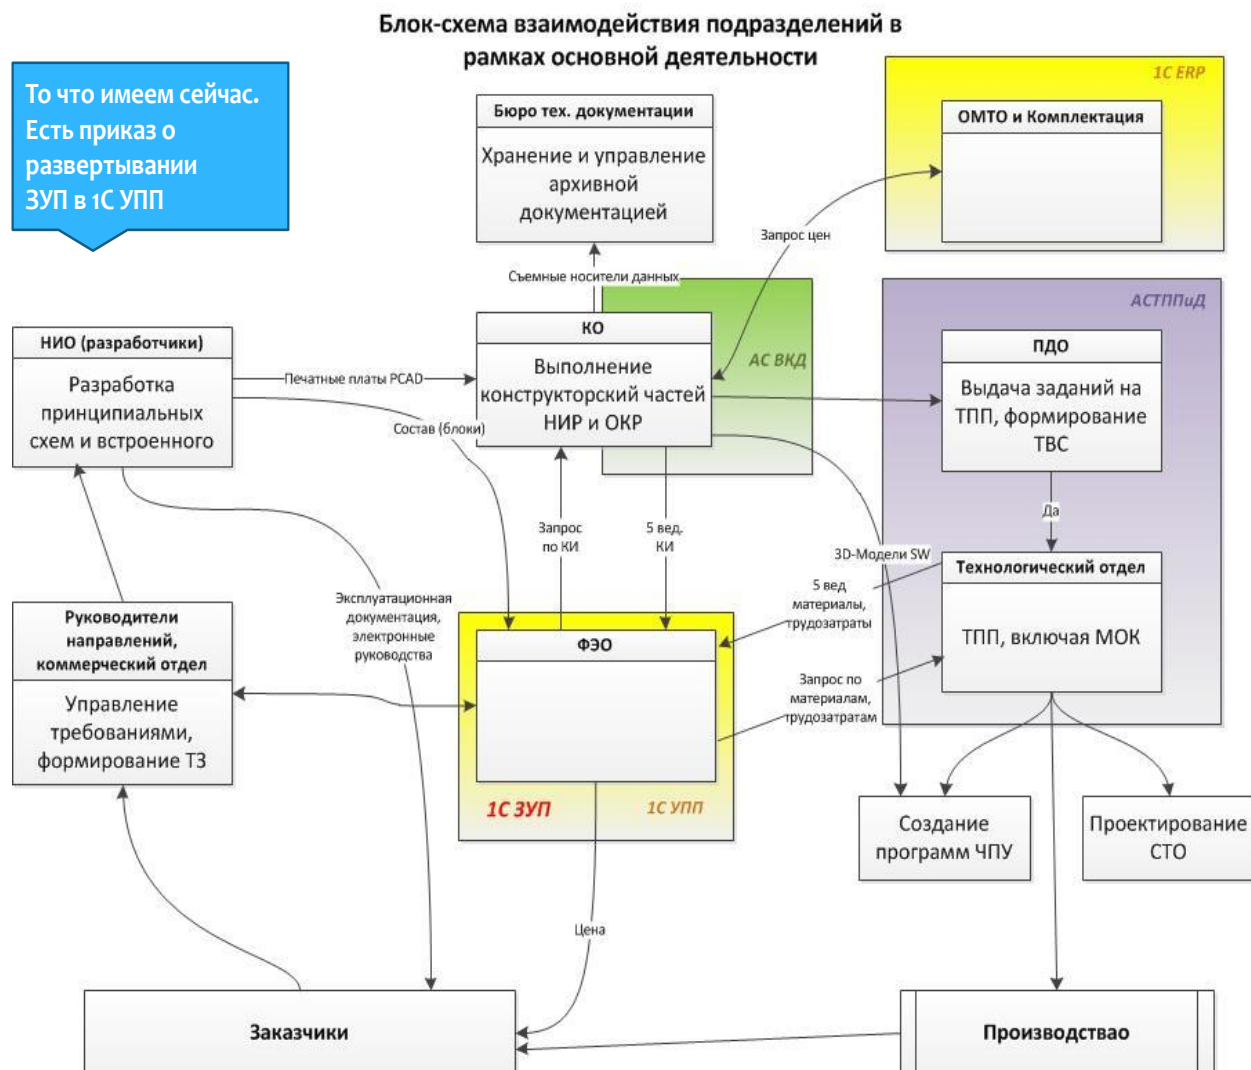 Блок-схема взаимодействия подразделений в
рамках основной деятельности
То что имеем сейчас.
Есть приказ о
развертывании
ЗУП в 1С УПП
1С ERP
ОМТО и Комплектация
Бюро тех. документации
Хранение и управление
архивной
документацией
Запрос цен
Съемные носители данных
АСТППиД
АС ВКД
НИО (разработчики)
Разработка
принципиальных
схем и встроенного
Печатные платы PCAD
Состав (блоки)
КО
Выполнение
конструкторский частей
НИР и ОКР
ПДО
Выдача заданий на
ТПП, формирование
ТВС
Да
Запрос
по КИ
5 вед.
КИ
3D-Модели SW
Технологический отдел
ТПП, включая МОК
5 вед
материалы,
трудозатраты
Запрос по
материалам,
трудозатратам
Эксплуатационная
документация,
электронные
руководства
Руководители
направлений,
коммерческий отдел
Управление
требованиями,
формирование ТЗ
ФЭО
1С ЗУП
1С УПП
Создание
программ ЧПУ
Проектирование
СТО
Цена
Заказчики
Производствао